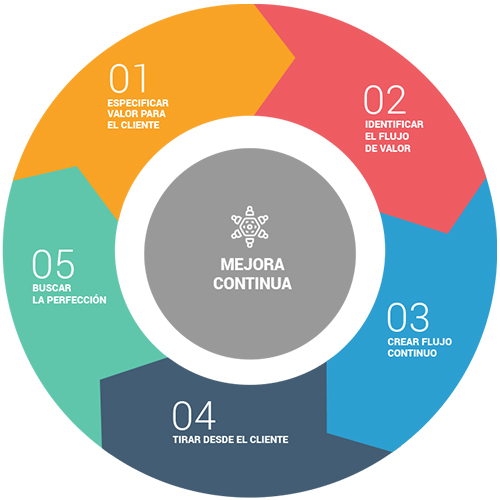 01
ESPECIFICAR
VALOR PARA
EL CLIENTE
02
IDENTIFICAR
EL FLUJO
DE VALOR
03
CREAR FLUJO
CONTINUO
04
TIRAR DESDE EL CLIENTE
05
BUSCAR
LA PERFECCIÓN
MEJORA
CONTINUA